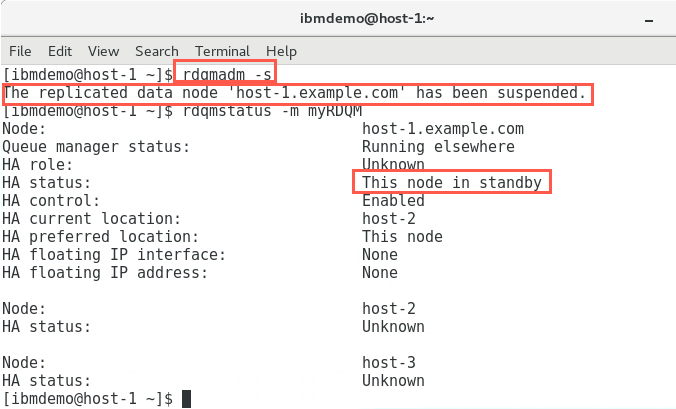 ibmdemo@host-1:~
File Edit View Search Terminal Help
[ibmdemo@host-1 ~]$ rdqmadm -s
The replicated data node 'host-1.example.com' has been suspended.
[ibmdemo@host-1 ~]$ rdqmstatus -m myRDQM
Node: host-1.example.com
Queue manager status: Running elsewhere
HA role: Unknown
HA status: This node in standby
HA control: Enabled
HA current location: host-2
HA preferred location: This node
HA floating IP interface: None
HA floating IP address: None
Node: host-2
HA status: Unknown
Node: host-3
HA status: Unknown
[ibmdemo@host-1 ~]$